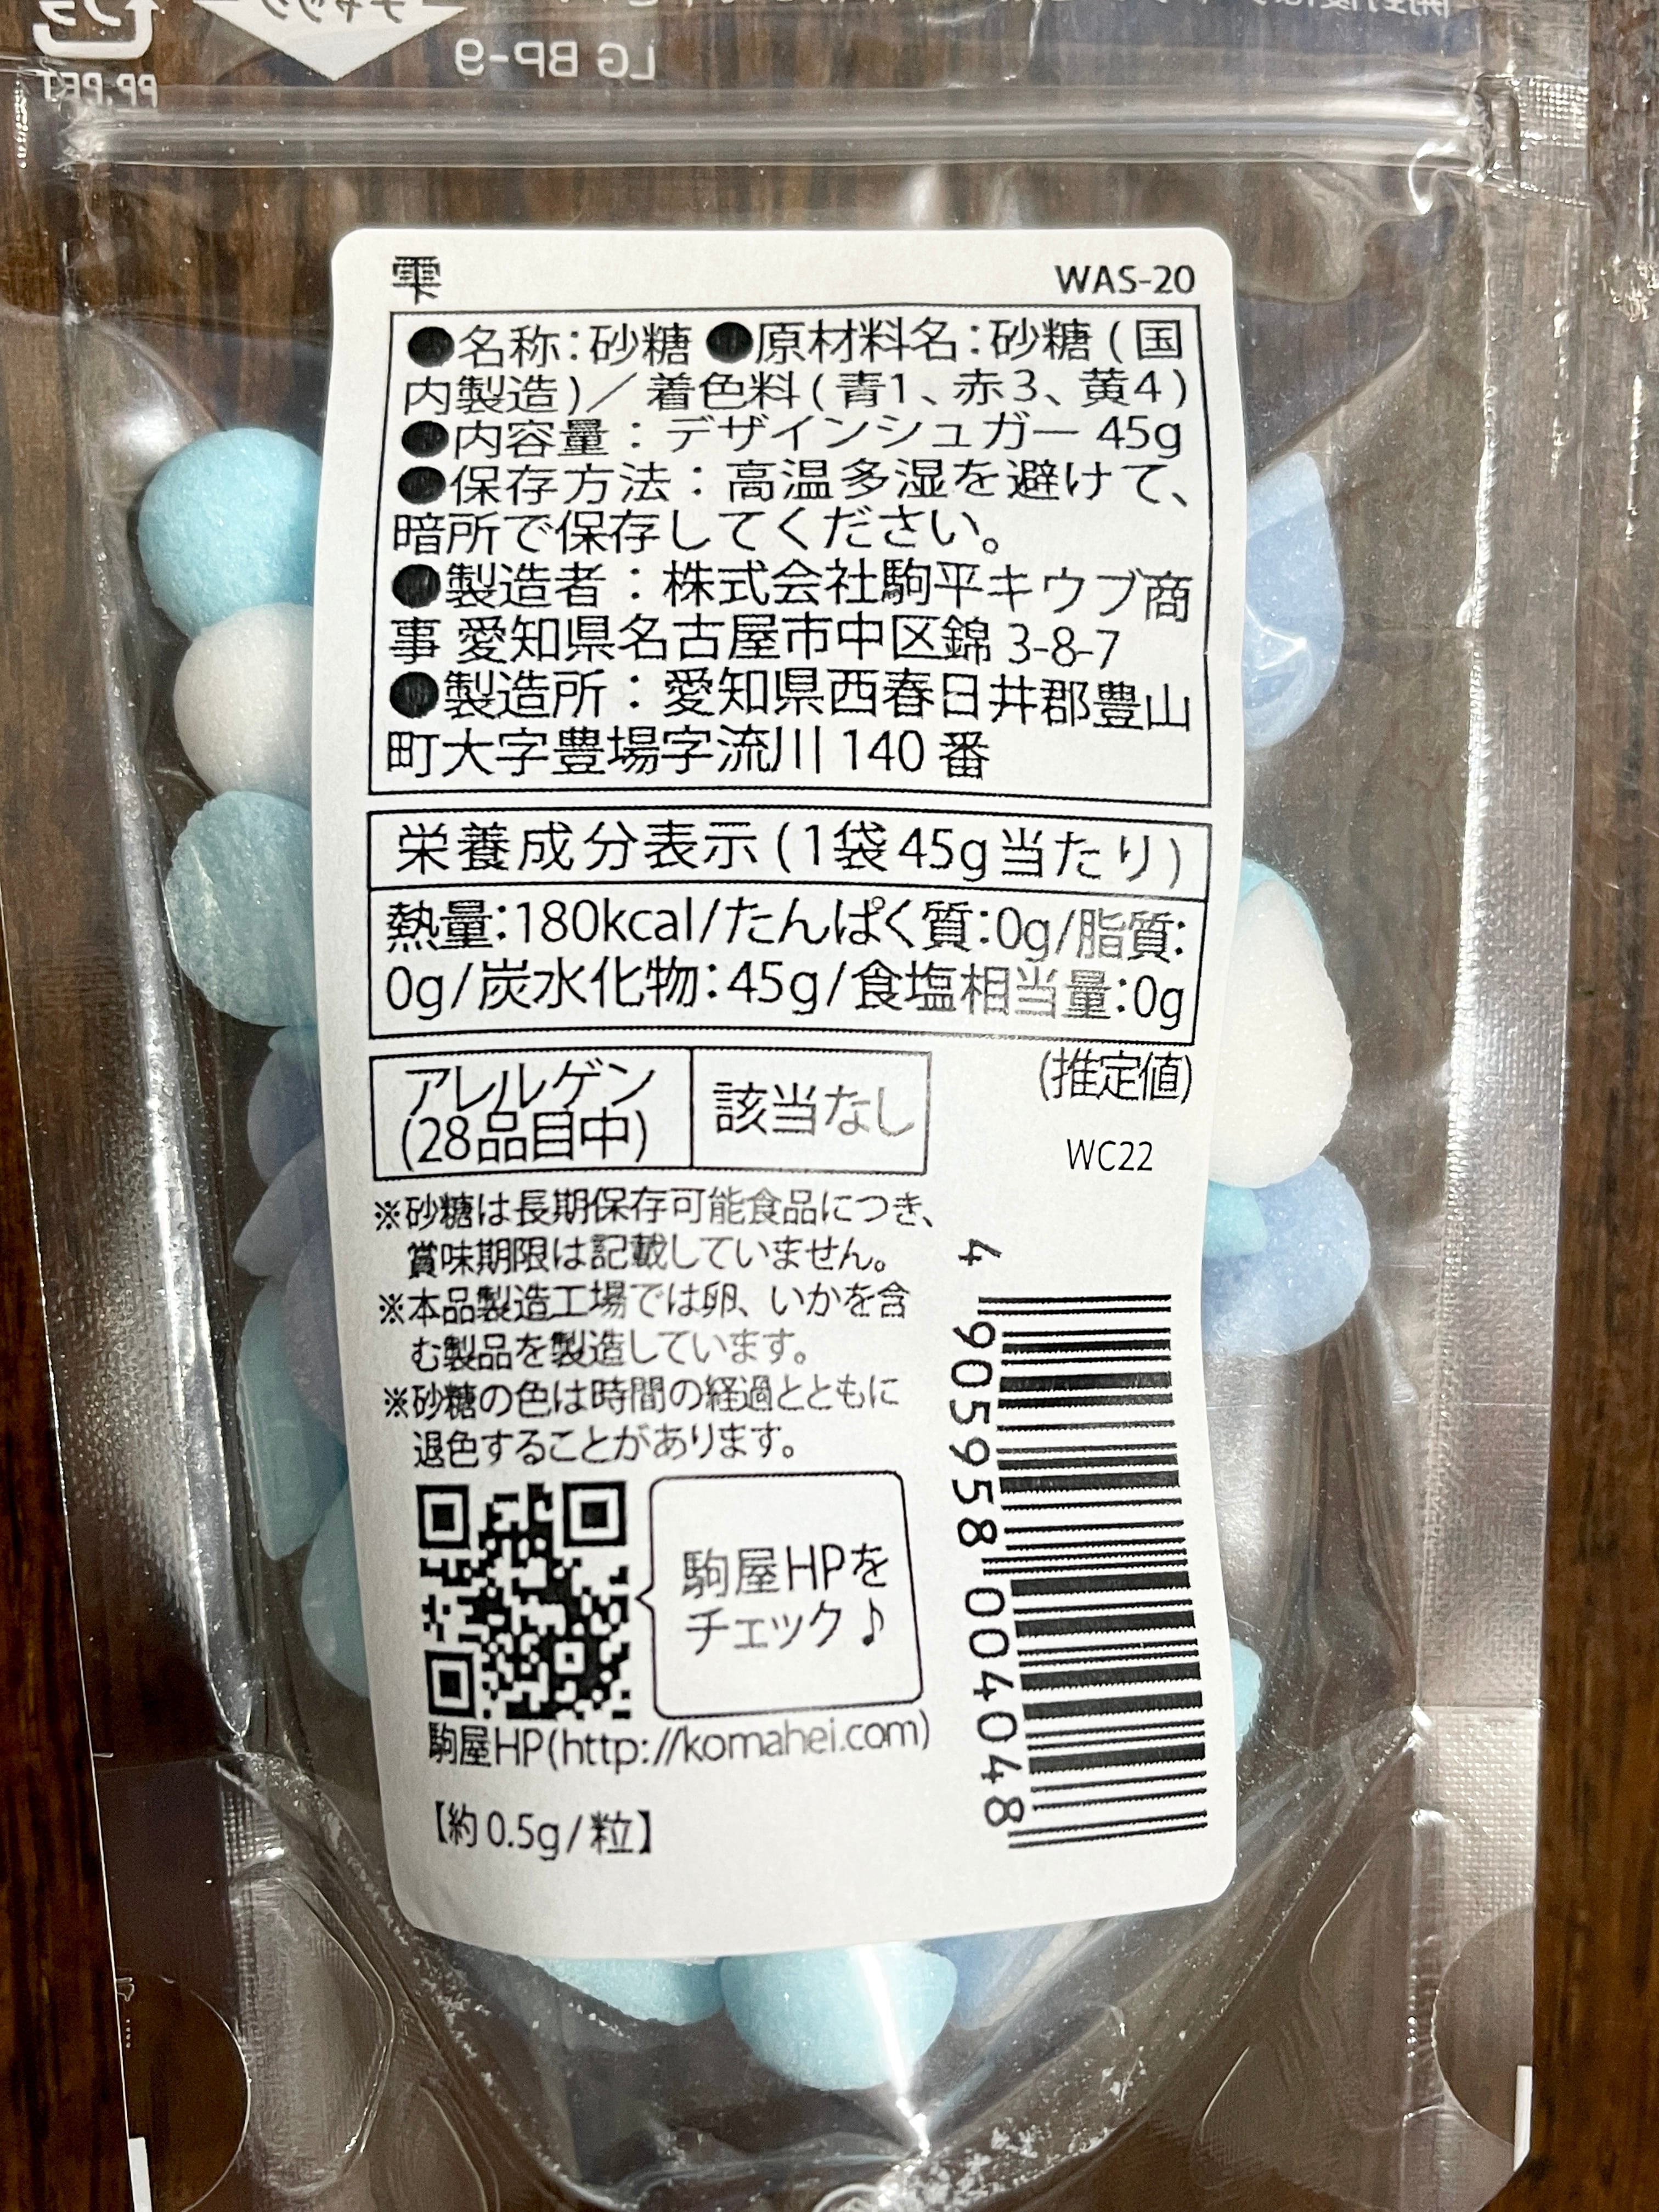 PP.PET
LG BP-9
雫
WAS-20
●名称:砂糖 ●原材料名:砂糖(国
内製造)／着色料(青1、赤3、黄4)
●内容量：デザインシュガー 45g
●保存方法：高温多湿を避けて、
暗所で保存してください。
●製造者：株式会社駒平キウブ商
事 愛知県名古屋市中区錦 3-8-7
●製造所：愛知県西春日井郡豊山
町大字豊場字流川 140 番
栄養成分表示(1袋45g当たり)
熱量:180kcal/たんぱく質:0g/脂質:
0g/炭水化物:45g/食塩相当量:0g
(推定値)
アレルゲン
(28品目中)
該当なし
WC22
※砂糖は長期保存可能食品につき、
賞味期限は記載していません。
※本品製造工場では卵、いかを含
む製品を製造しています。
※砂糖の色は時間の経過とともに
退色することがあります。
駒屋HPを
チェック♪
駒屋HP(http://komahei.com)
【約 0.5g/粒】
4 905958 004048